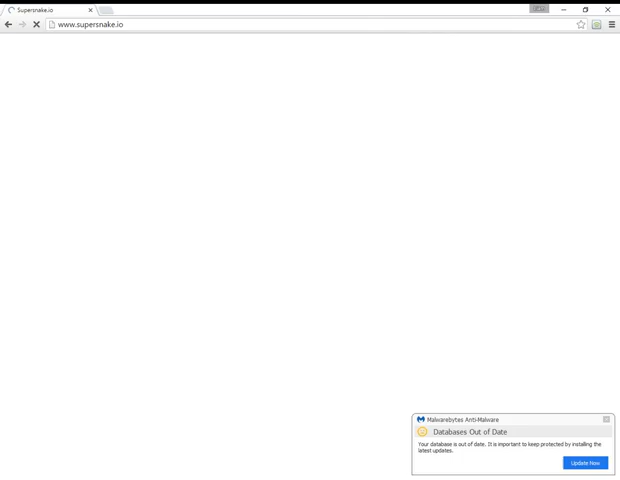 Supersnake.io
www.supersnake.io
Malwarebytes Anti-Malware
Databases Out of Date
Your database is out of date. It is important to keep protected by installing the
latest updates.
Update Now